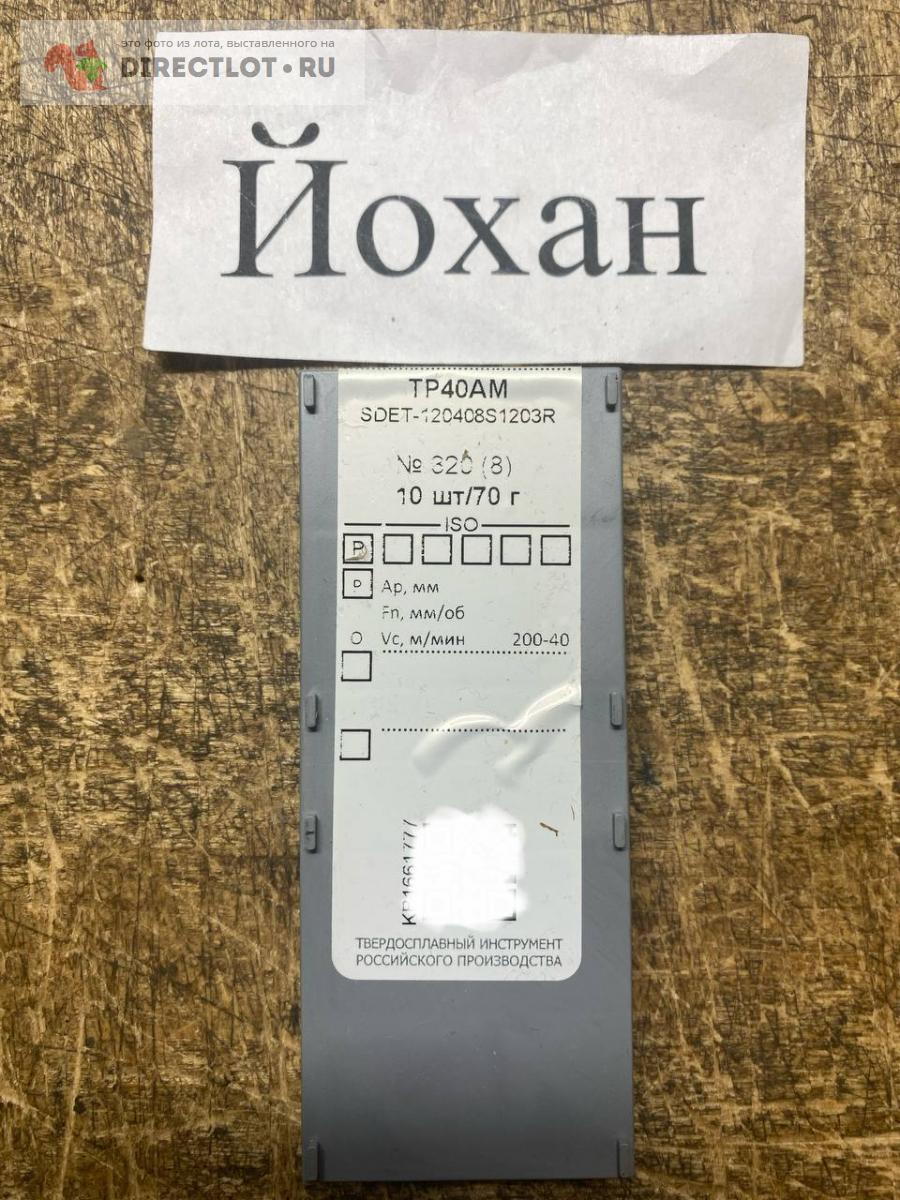 это фото из лота, выставленного на
DIRECTLOT • RU
Йохан
TP40AM
SDET-120408S1203R
№ 320 (8)
10 шт/70 г
ISO
P
P Ap, мм
Fn, мм/об
O Vc, м/мин 200-40
KP1661777
ТВЕРДОСПЛАВНЫЙ ИНСТРУМЕНТ
РОССИЙСКОГО ПРОИЗВОДСТВА